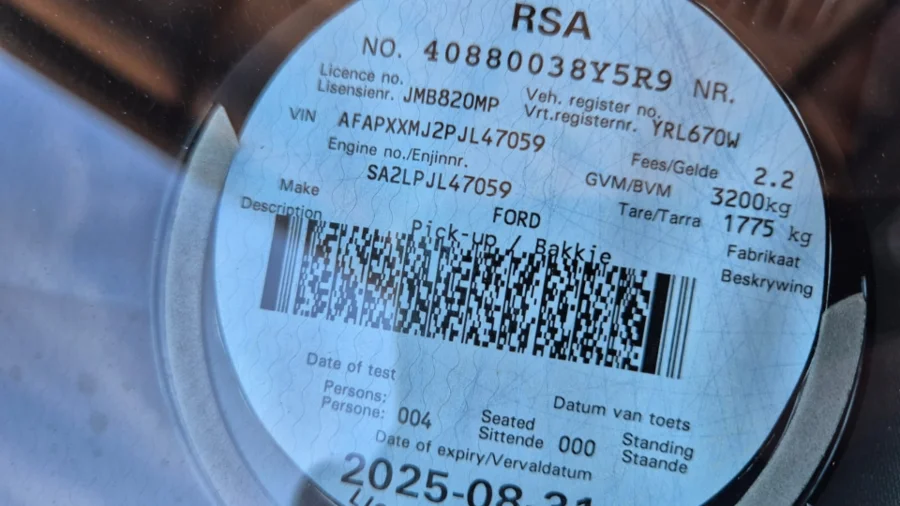 RSA
NO. 40880038Y5R9 NR.
Licence no.
Lisensienr. JMB820MP
Veh. register no.
Vrt.registernr. YRL670W
VIN AFAPXXMJ2PJL47059
Engine no./Enjinnr.
SA2LPJL47059
Fees/Gelde 2.2
GVM/BVM 3200kg
Tare/Tarra 1775 kg
Make FORD Fabrikaat
Description Pick-up / Bakkie Beskrywing
Date of test Datum van toets
Persons:
Persone: 004
Seated
Sittende 000
Standing
Staande
Date of expiry/Vervaldatum
2025-08-31